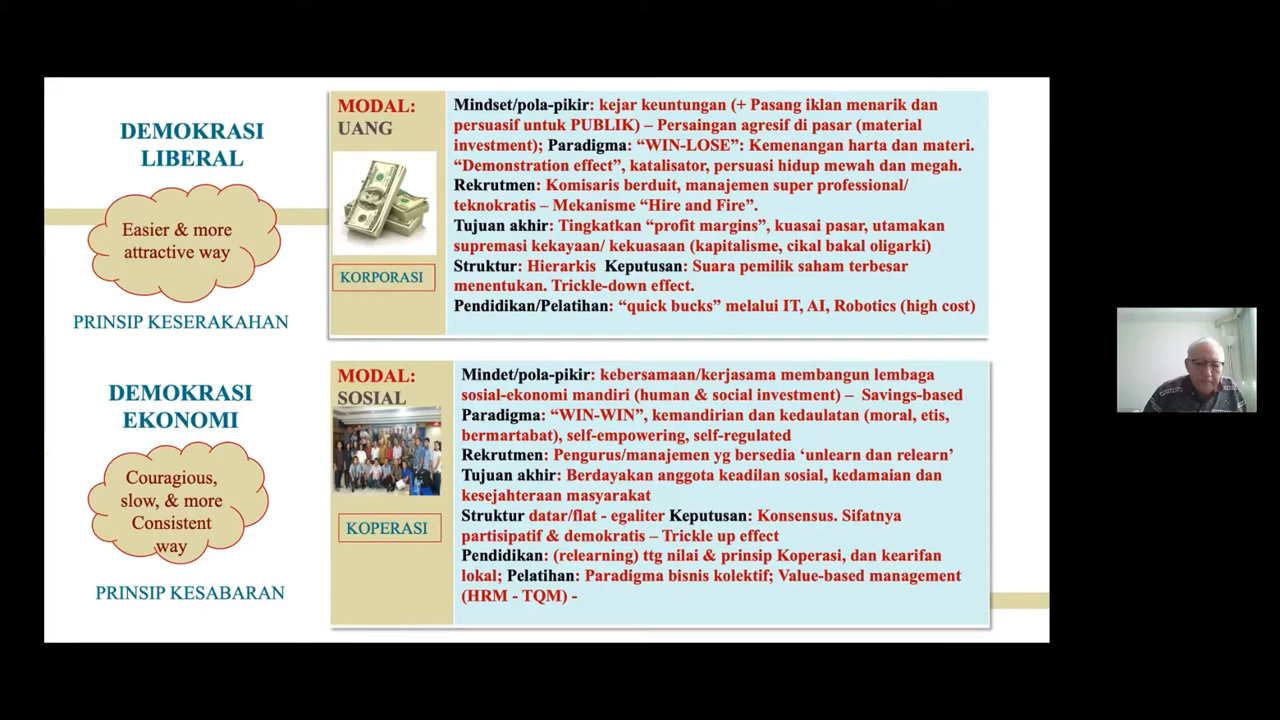 DEMOKRASI
LIBERAL
Easier & more
attractive way
PRINSIP KESERAKAHAN
MODAL:
UANG
KORPORASI
Mindset/pola-pikir: kejar keuntungan (+ Pasang iklan menarik dan
persuasif untuk PUBLIK) – Persaingan agresif di pasar (material
investment); Paradigma: “WIN-LOSE”: Kemenangan harta dan materi.
“Demonstration effect”, katalisator, persuasi hidup mewah dan megah.
Rekrutmen: Komisaris berduit, manajemen super professional/
teknokratis – Mekanisme “Hire and Fire”.
Tujuan akhir: Tingkatkan “profit margins”, kuasai pasar, utamakan
supremasi kekayaan/ kekuasaan (kapitalisme, cikal bakal oligarki)
Struktur: Hierarkis Keputusan: Suara pemilik saham terbesar
menentukan. Trickle-down effect.
Pendidikan/Pelatihan: “quick bucks” melalui IT, AI, Robotics (high cost)
DEMOKRASI
EKONOMI
Couragious,
slow, & more
Consistent
way
PRINSIP KESABARAN
MODAL:
SOSIAL
KOPERASI
Mindet/pola-pikir: kebersamaan/kerjasama membangun lembaga
sosial-ekonomi mandiri (human & social investment) – Savings-based
Paradigma: “WIN-WIN”, kemandirian dan kedaulatan (moral, etis,
bermartabat), self-empowering, self-regulated
Rekrutmen: Pengurus/manajemen yg bersedia ‘unlearn dan relearn’
Tujuan akhir: Berdayakan anggota keadilan sosial, kedamaian dan
kesejahteraan masyarakat
Struktur datar/flat - egaliter Keputusan: Konsensus. Sifatnya
partisipatif & demokratis – Trickle up effect
Pendidikan: (relearning) ttg nilai & prinsip Koperasi, dan kearifan
lokal; Pelatihan: Paradigma bisnis kolektif; Value-based management
(HRM - TQM) -